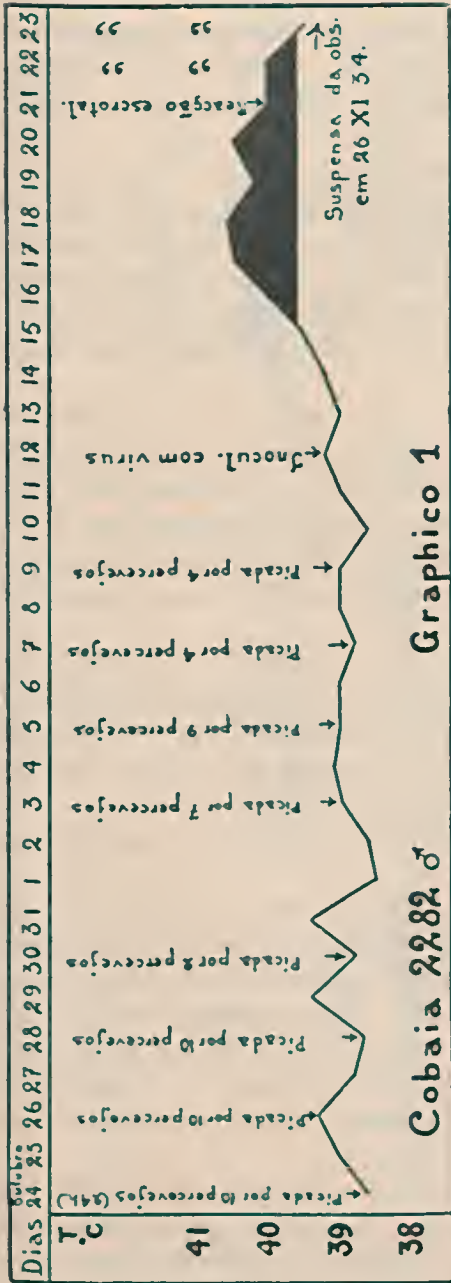 Outubro
Dias 24 25 26 27 28 29 30 31 1 2 3 4 5 6 7 8 9 10 11 12 13 14 15 16 17 18 19 20 21 22 23
T.°C
41
40
39
38
Picada por 10 percevejos (24h)
Picada por 10 percevejos
Picada por 10 percevejos
Picada por 2 percevejos
Picada por 7 percevejos
Picada por 9 percevejos
Picada por 4 percevejos
Picada por 4 percevejos
Inocul. com virus
Reacção escrotal.
" "
" "
Suspensa da obs.
em 26 XI 34.
Cobaia 2282 ♂
Graphico 1